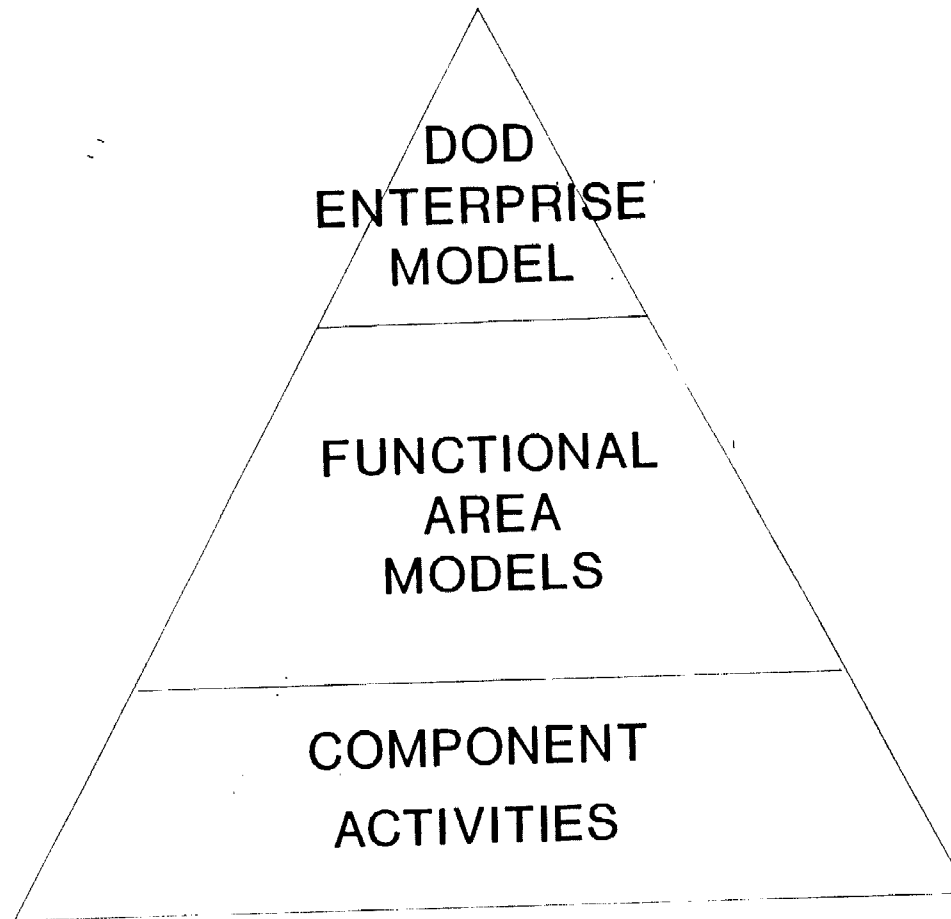 DOD
ENTERPRISE
MODEL
FUNCTIONAL
AREA
MODELS
COMPONENT
ACTIVITIES